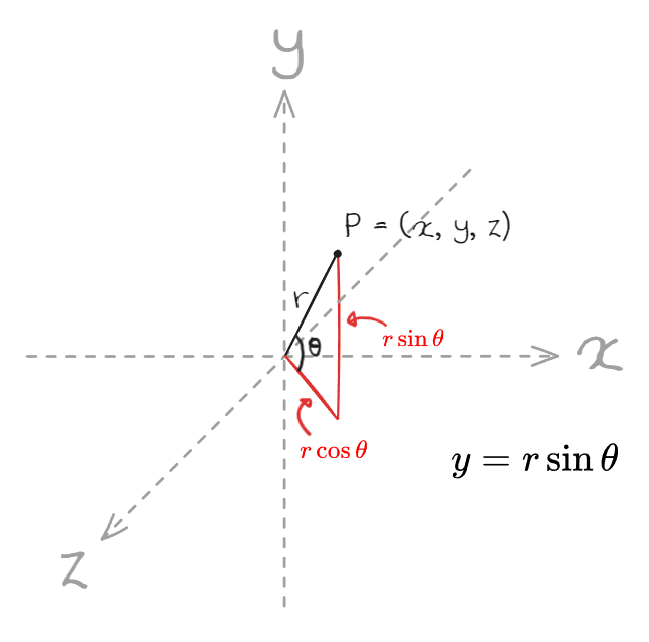 y
P = (x, y, z)
r
θ
r sin θ
x
r cos θ
y = r sin θ
z